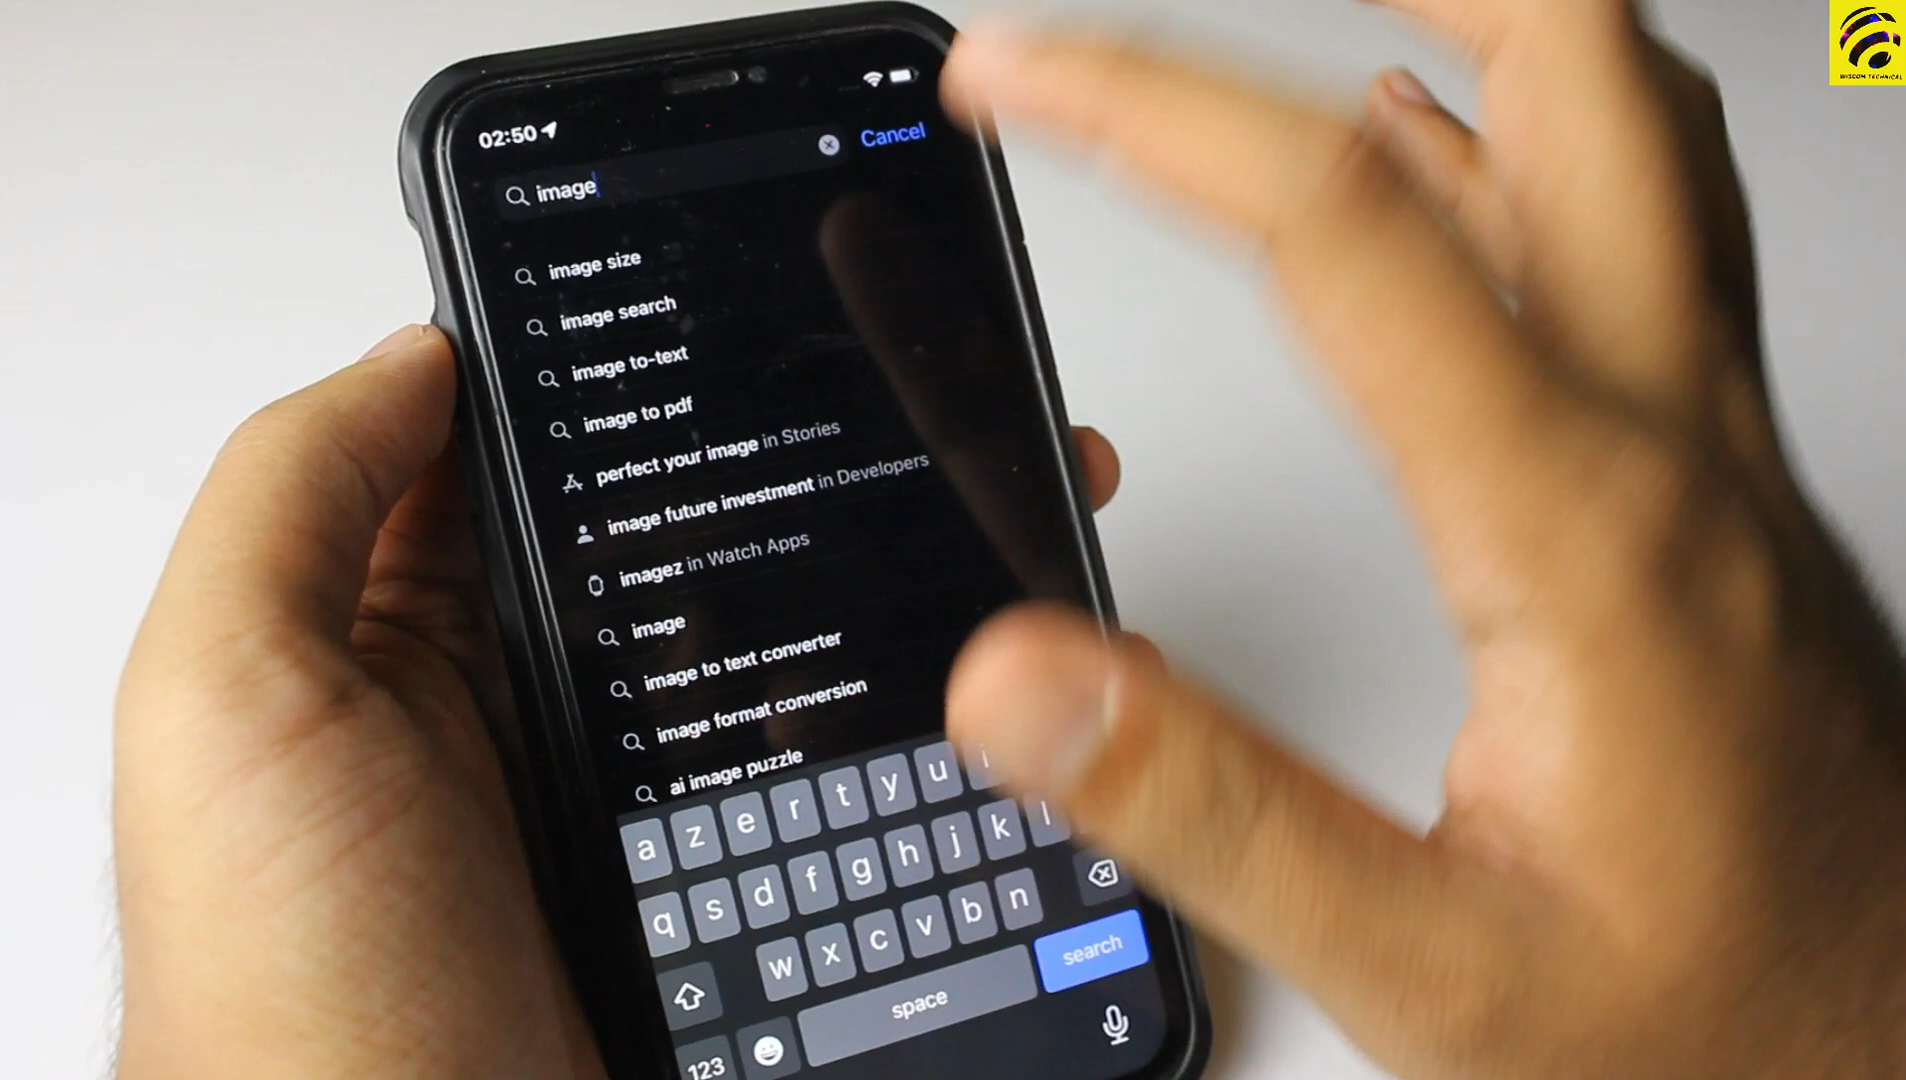 WISDOM TECHNICAL
02:50
Cancel
image
image size
image search
image to-text
image to pdf
perfect your image in Stories
image future investment in Developers
imagez in Watch Apps
image
image to text converter
image format conversion
ai image puzzle
a z e r t y u i
q s d f g h j k l
w x c v b n
space
search
123